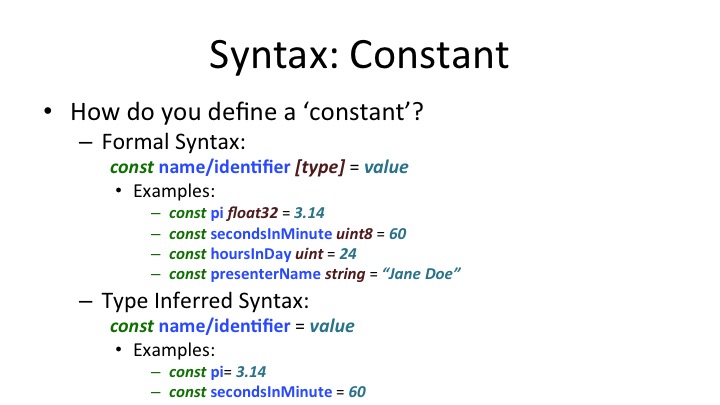 Syntax: Constant
• How do you define a ‘constant’?
– Formal Syntax:
const name/identifier [type] = value
• Examples:
– const pi float32 = 3.14
– const secondsInMinute uint8 = 60
– const hoursInDay uint = 24
– const presenterName string = “Jane Doe”
– Type Inferred Syntax:
const name/identifier = value
• Examples:
– const pi= 3.14
– const secondsInMinute = 60